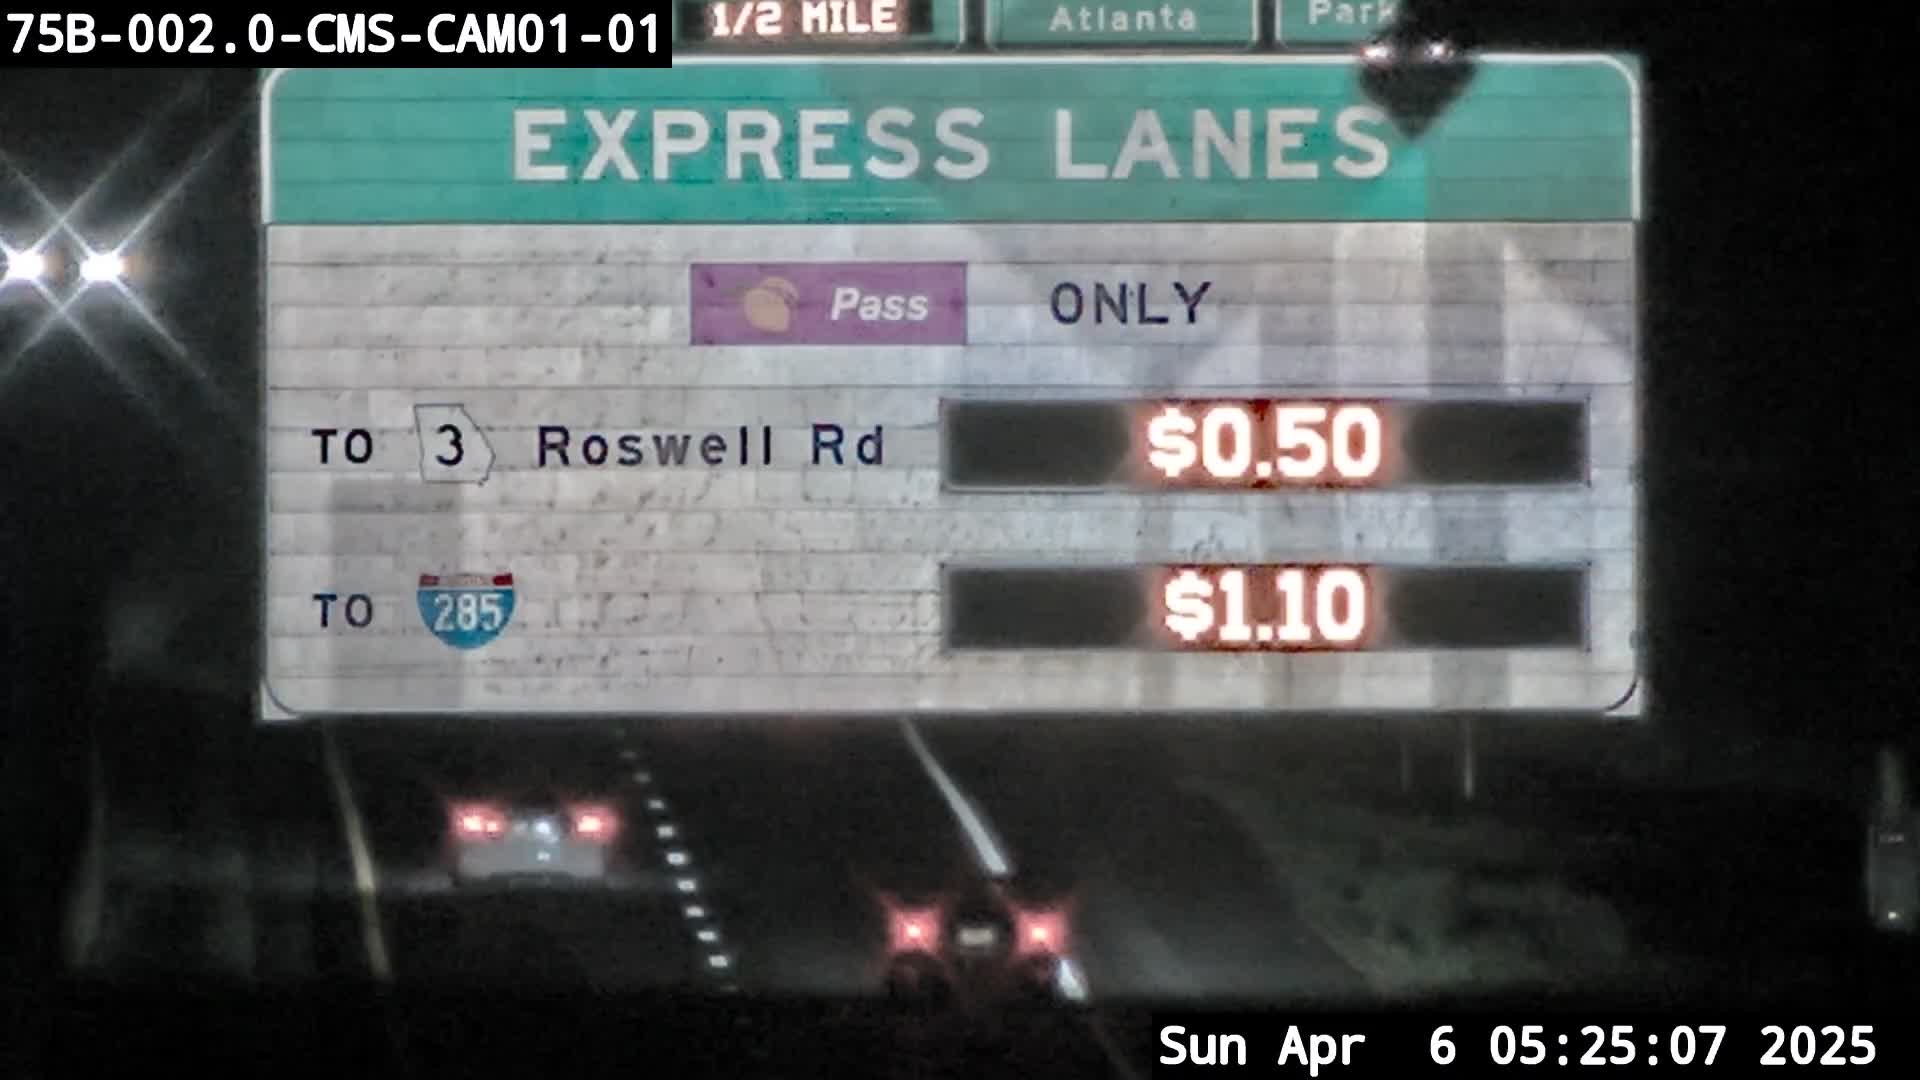 75B-002.0-CMS-CAM01-01
1/2 MILE
Atlanta
Park
EXPRESS LANES
Pass ONLY
TO 3 Roswell Rd $0.50
TO 285 $1.10
Sun Apr 6 05:25:07 2025